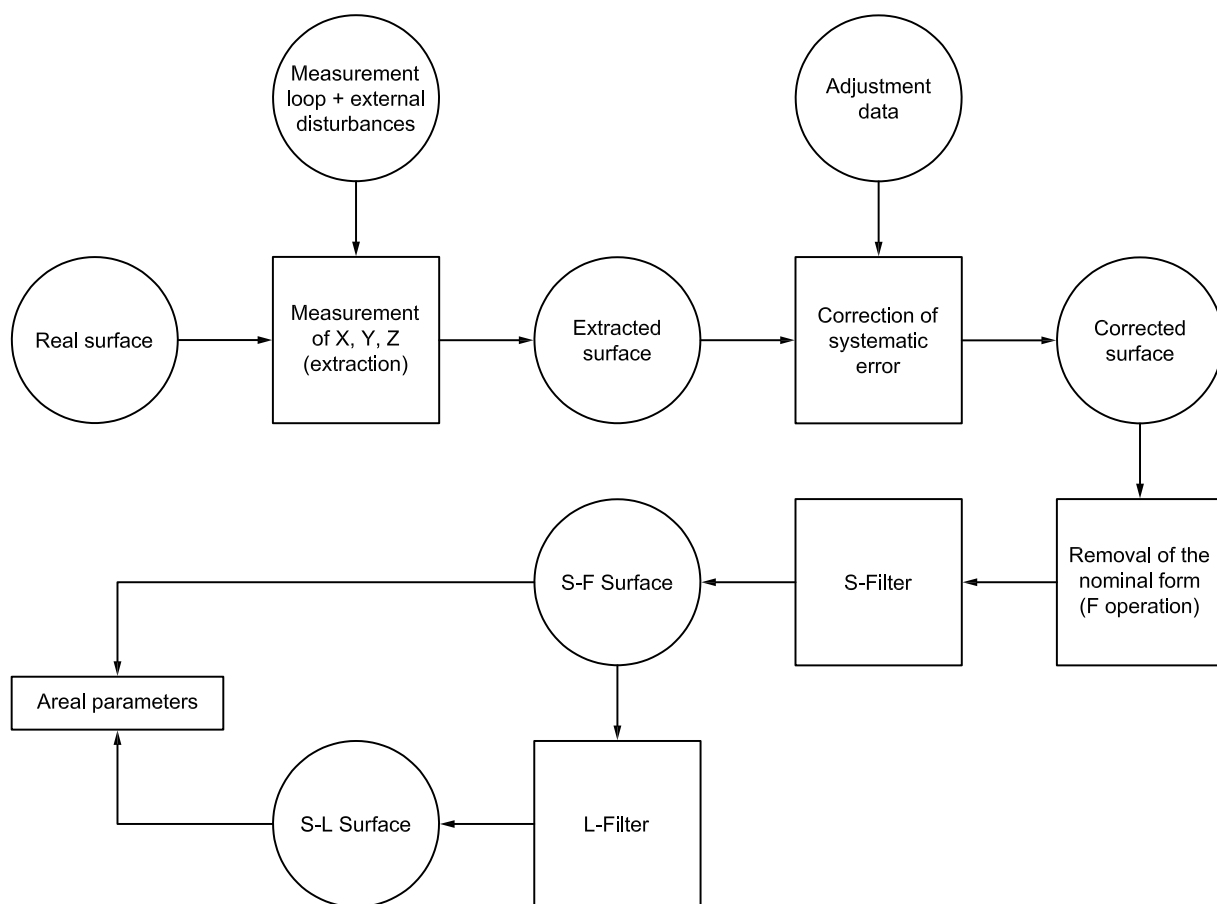 Measurement
loop + external
disturbances
Adjustment
data
Real surface
Measurement
of X, Y, Z
(extraction)
Extracted
surface
Correction of
systematic
error
Corrected
surface
S-F Surface
S-Filter
Removal of the
nominal form
(F operation)
Areal parameters
S-L Surface
L-Filter